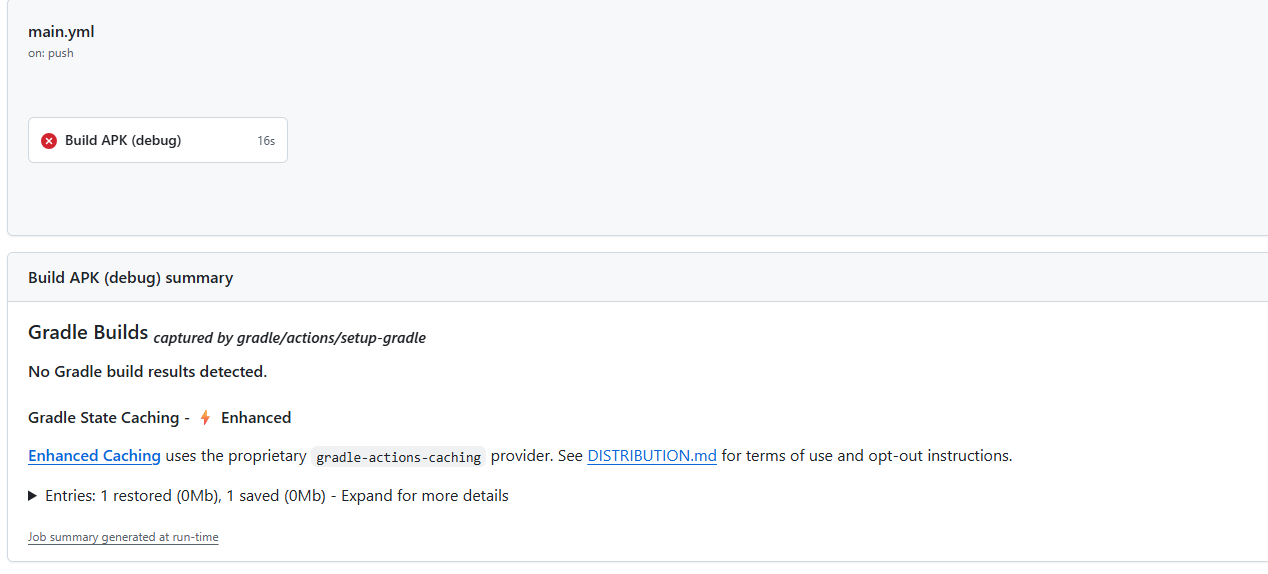 main.yml
on: push
Build APK (debug) 16s
Build APK (debug) summary
Gradle Builds captured by gradle/actions/setup-gradle
No Gradle build results detected.
Gradle State Caching - ⚡ Enhanced
Enhanced Caching uses the proprietary gradle-actions-caching provider. See DISTRIBUTION.md for terms of use and opt-out instructions.
Entries: 1 restored (0Mb), 1 saved (0Mb) - Expand for more details
Job summary generated at run-time